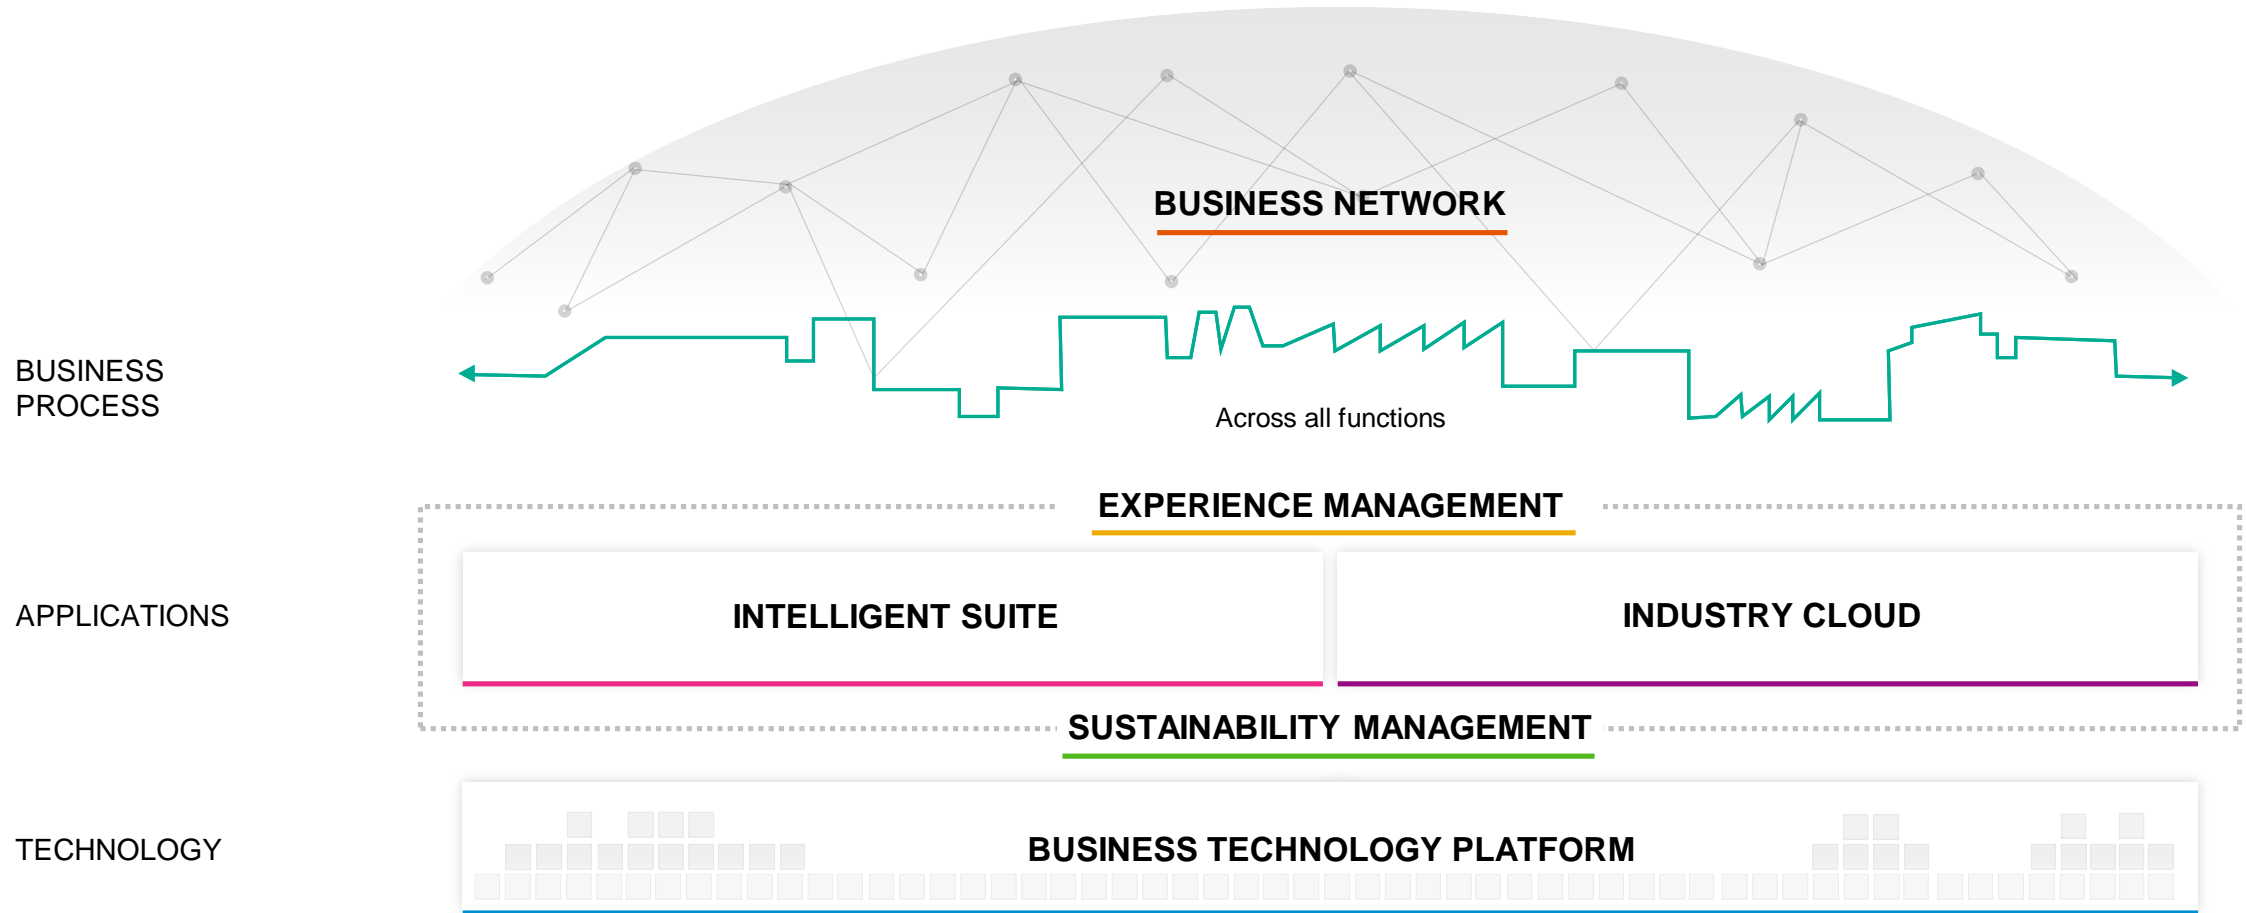 BUSINESS NETWORK
BUSINESS
PROCESS
Across all functions
EXPERIENCE MANAGEMENT
APPLICATIONS
INTELLIGENT SUITE
INDUSTRY CLOUD
SUSTAINABILITY MANAGEMENT
TECHNOLOGY
BUSINESS TECHNOLOGY PLATFORM